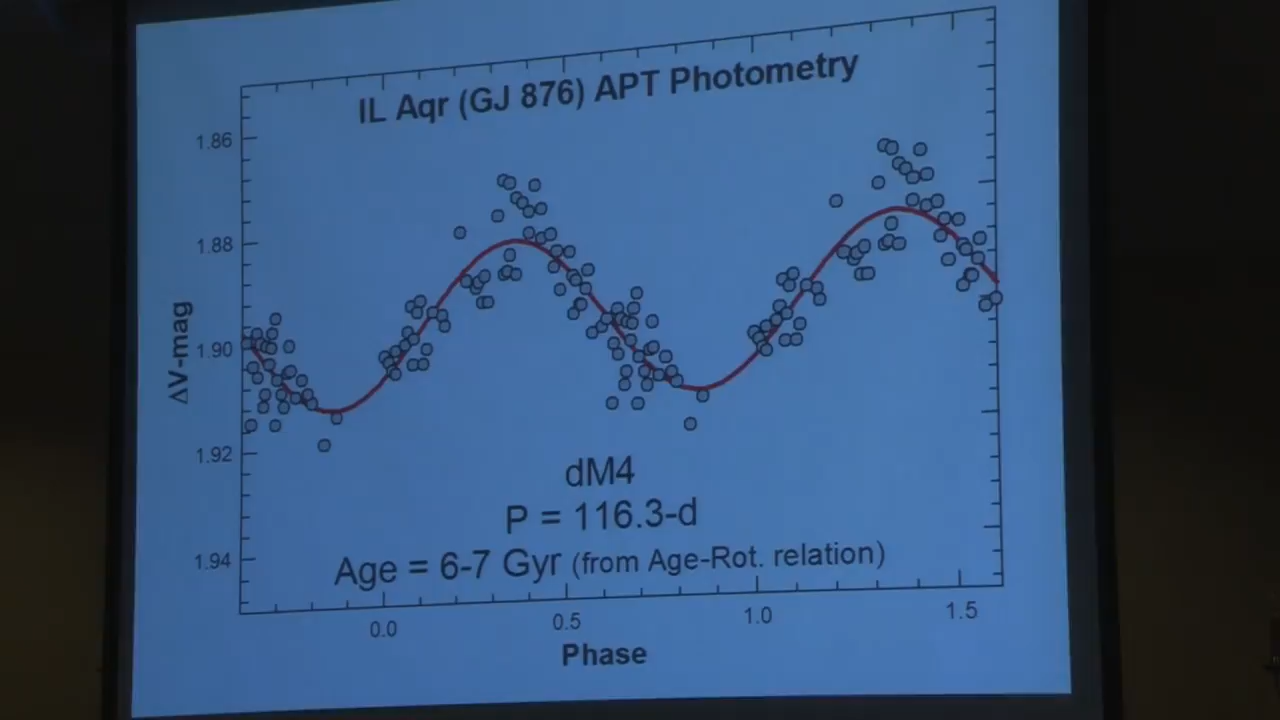 IL Aqr (GJ 876) APT Photometry
1.86
1.88
1.90
1.92
1.94
ΔV-mag
dM4
P = 116.3-d
Age = 6-7 Gyr (from Age-Rot. relation)
0.0
0.5
1.0
1.5
Phase